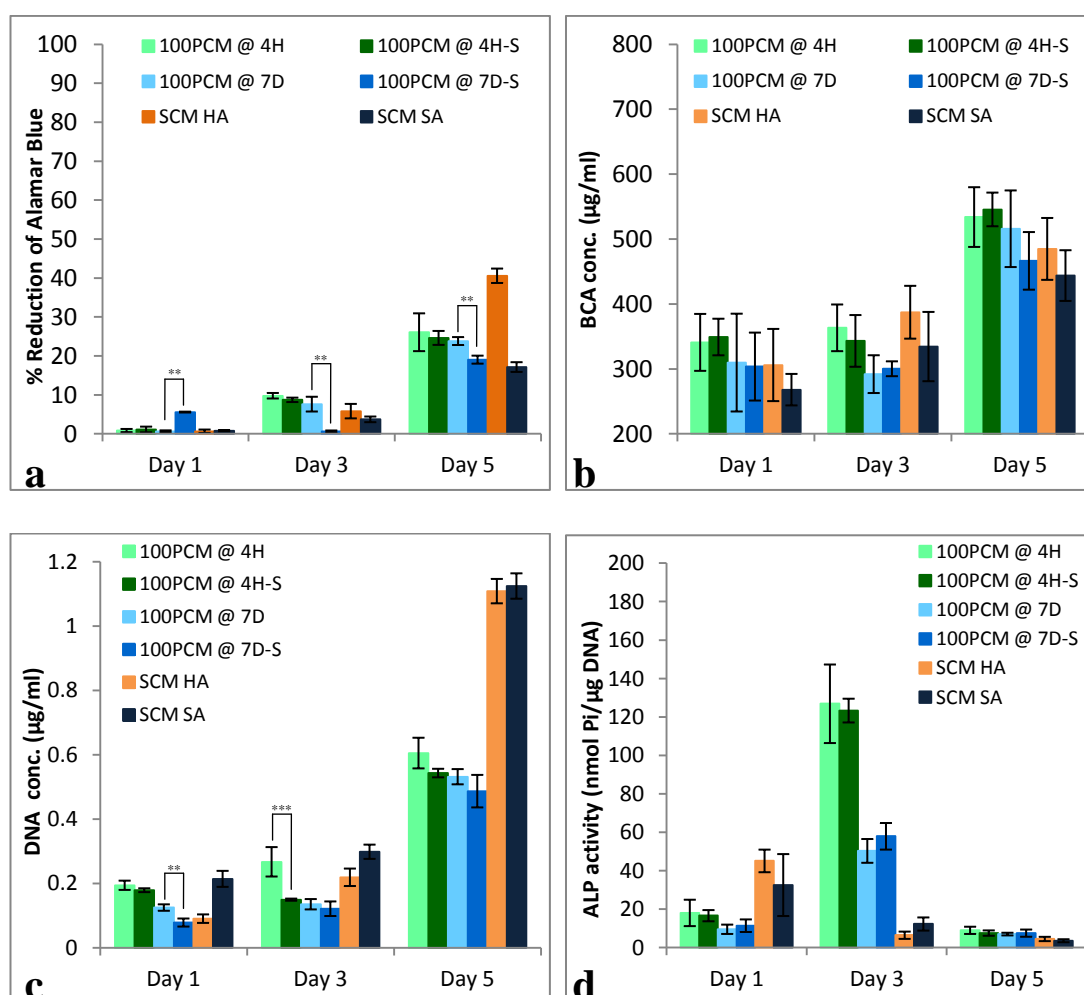 % Reduction of Alamar Blue
100
90
80
70
60
50
40
30
20
10
0
100PCM @ 4H
100PCM @ 4H-S
100PCM @ 7D
100PCM @ 7D-S
SCM HA
SCM SA
**
**
**
Day 1
Day 3
Day 5
a
BCA conc. (µg/ml)
800
700
600
500
400
300
200
100PCM @ 4H
100PCM @ 4H-S
100PCM @ 7D
100PCM @ 7D-S
SCM HA
SCM SA
Day 1
Day 3
Day 5
b
DNA conc. (µg/ml)
1.2
1
0.8
0.6
0.4
0.2
0
100PCM @ 4H
100PCM @ 4H-S
100PCM @ 7D
100PCM @ 7D-S
SCM HA
SCM SA
**
***
Day 1
Day 3
Day 5
c
ALP activity (nmol Pi/µg DNA)
200
180
160
140
120
100
80
60
40
20
0
100PCM @ 4H
100PCM @ 4H-S
100PCM @ 7D
100PCM @ 7D-S
SCM HA
SCM SA
Day 1
Day 3
Day 5
d